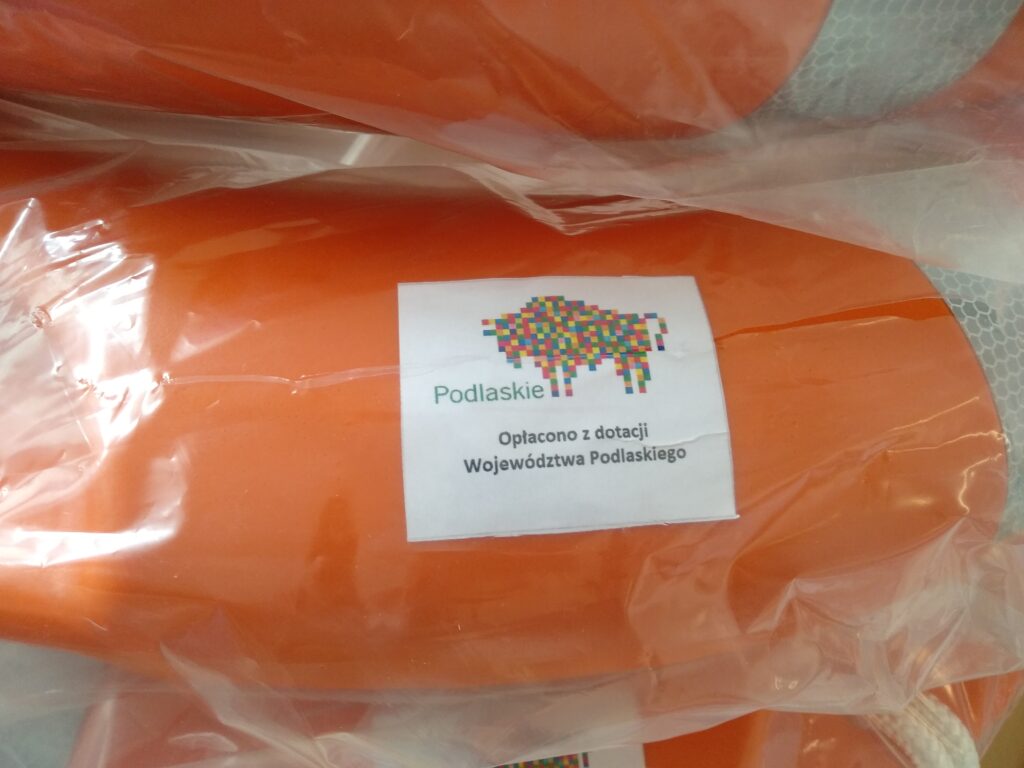 Podlaskie
Opłacono z dotacji
Województwa Podlaskiego